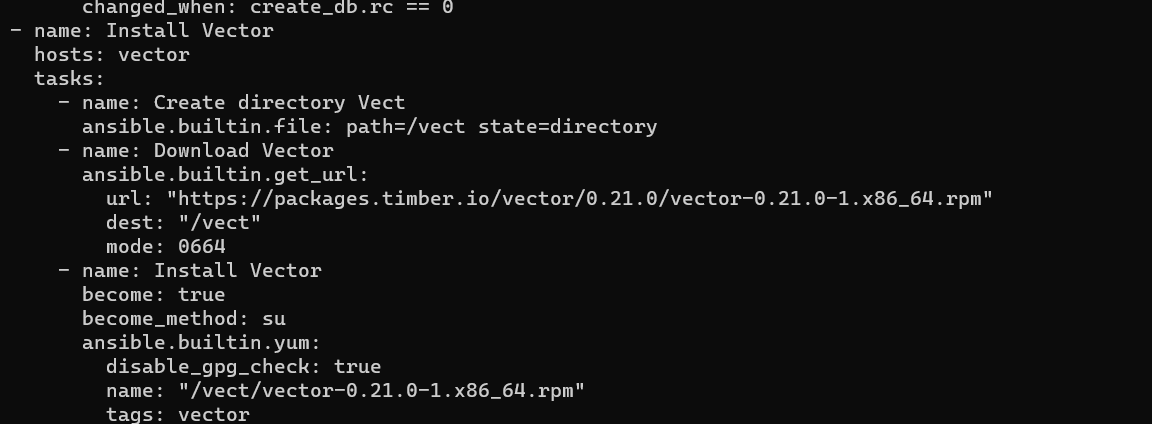 changed_when: create_db.rc == 0
- name: Install Vector
hosts: vector
tasks:
- name: Create directory Vect
ansible.builtin.file: path=/vect state=directory
- name: Download Vector
ansible.builtin.get_url:
url: "https://packages.timber.io/vector/0.21.0/vector-0.21.0-1.x86_64.rpm"
dest: "/vect"
mode: 0664
- name: Install Vector
become: true
become_method: su
ansible.builtin.yum:
disable_gpg_check: true
name: "/vect/vector-0.21.0-1.x86_64.rpm"
tags: vector